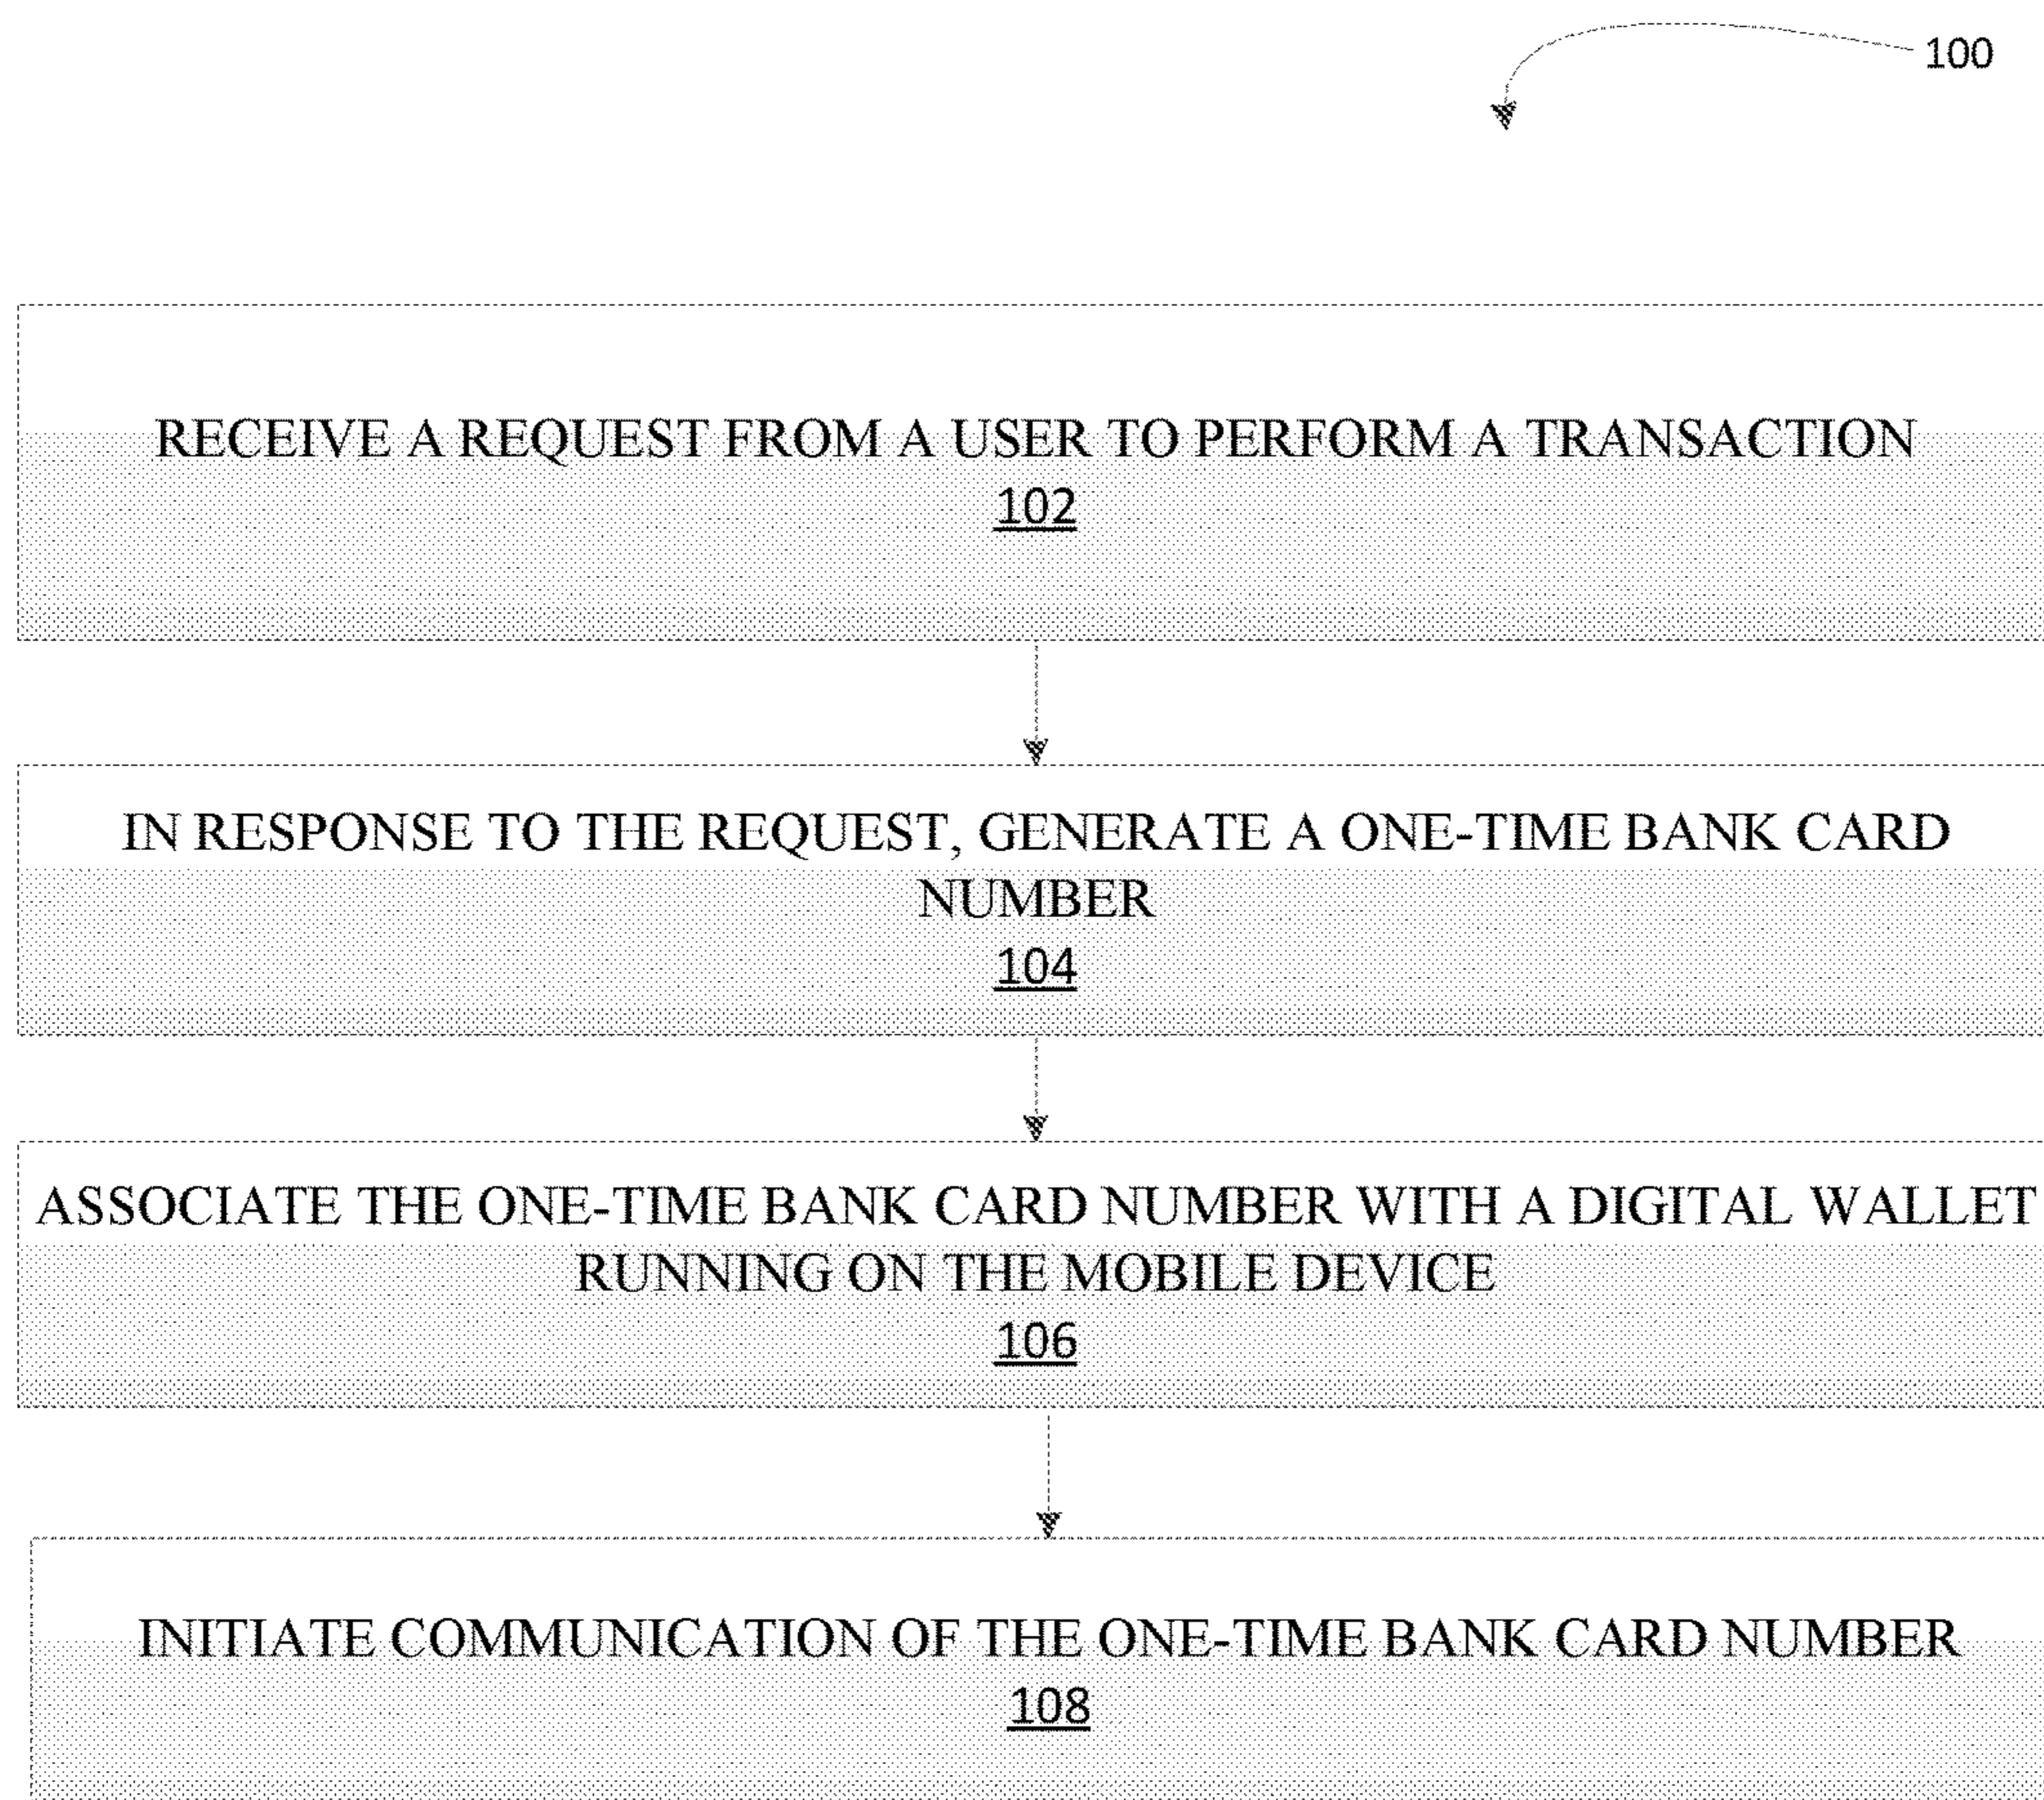 100
RECEIVE A REQUEST FROM A USER TO PERFORM A TRANSACTION
102
IN RESPONSE TO THE REQUEST, GENERATE A ONE-TIME BANK CARD
NUMBER
104
ASSOCIATE THE ONE-TIME BANK CARD NUMBER WITH A DIGITAL WALLET
RUNNING ON THE MOBILE DEVICE
106
INITIATE COMMUNICATION OF THE ONE-TIME BANK CARD NUMBER
108